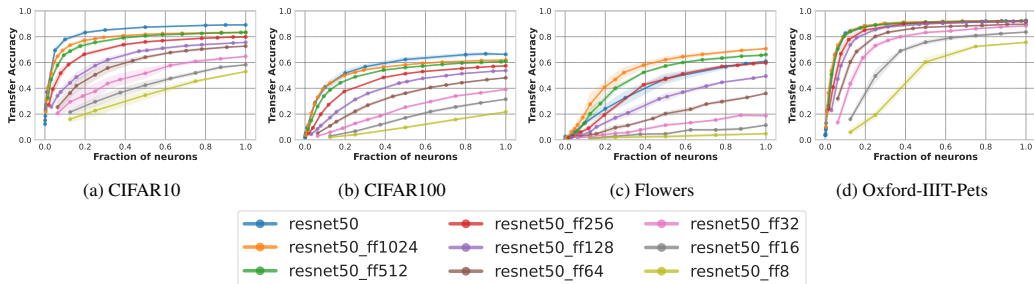 Transfer Accuracy
1.0
0.8
0.6
0.4
0.2
0.0
0.0 0.2 0.4 0.6 0.8 1.0
Fraction of neurons
(a) CIFAR10
Transfer Accuracy
1.0
0.8
0.6
0.4
0.2
0.0
0.0 0.2 0.4 0.6 0.8 1.0
Fraction of neurons
(b) CIFAR100
Transfer Accuracy
1.0
0.8
0.6
0.4
0.2
0.0
0.0 0.2 0.4 0.6 0.8 1.0
Fraction of neurons
(c) Flowers
Transfer Accuracy
1.0
0.8
0.6
0.4
0.2
0.0
0.0 0.2 0.4 0.6 0.8 1.0
Fraction of neurons
(d) Oxford-IIIT-Pets
resnet50
resnet50_ff1024
resnet50_ff512
resnet50_ff256
resnet50_ff128
resnet50_ff64
resnet50_ff32
resnet50_ff16
resnet50_ff8